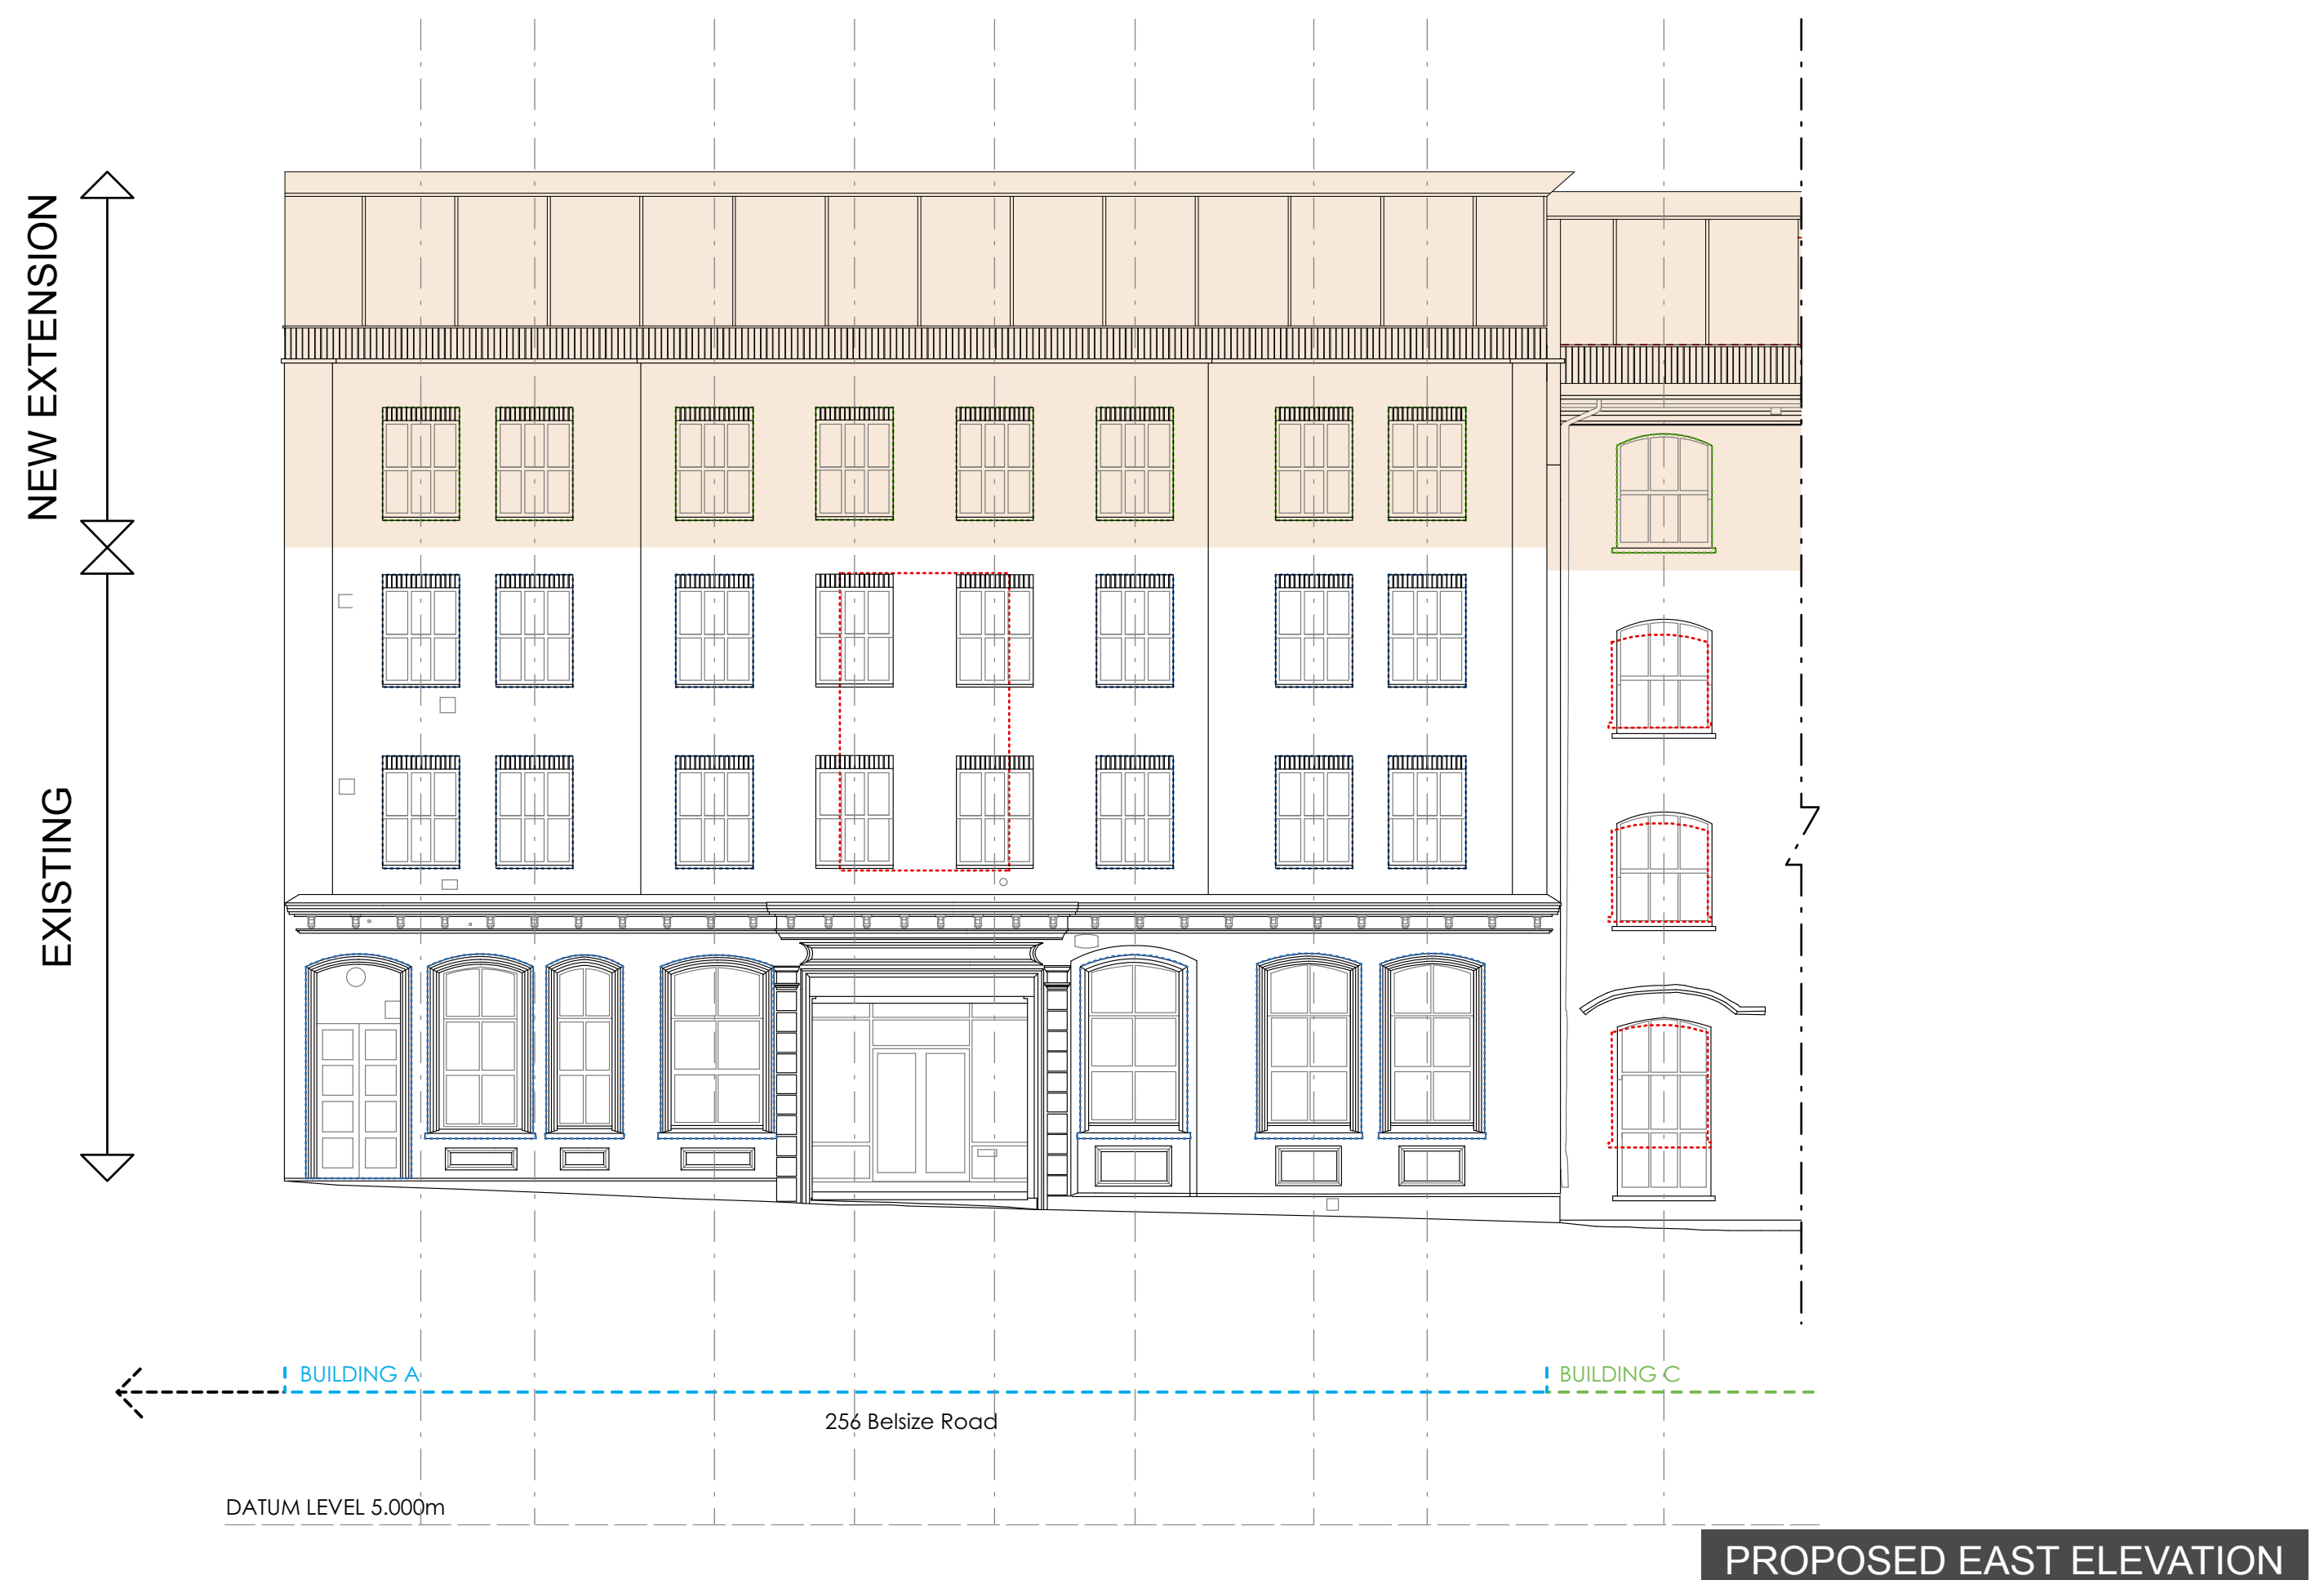 NEW EXTENSION
EXISTING
BUILDING A
BUILDING C
256 Belsize Road
DATUM LEVEL 5.000m
PROPOSED EAST ELEVATION